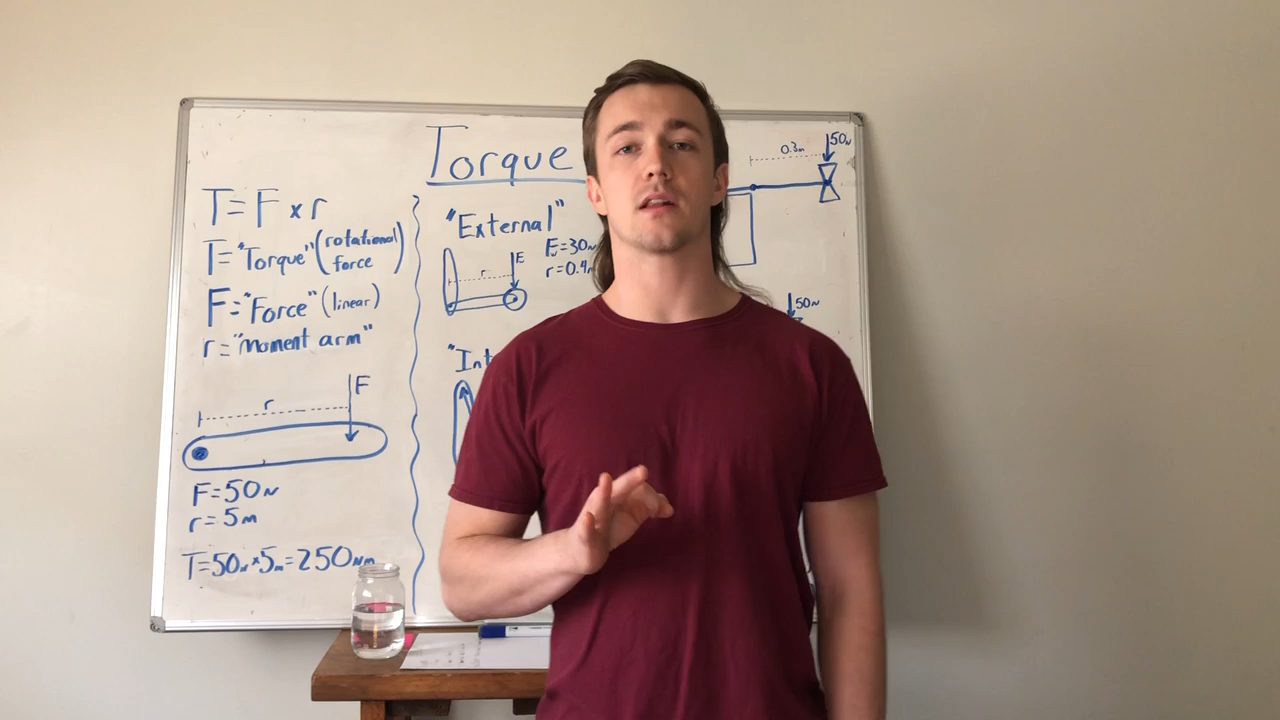 Torque
T=F x r
T="Torque"(rotational force)
F="Force"(linear)
r="Moment arm"
r
F
F=50N
r=5m
T=50N×5m=250Nm
"External"
r
F
F=30N
r=0.4
"Int
0.3m
50N
50N